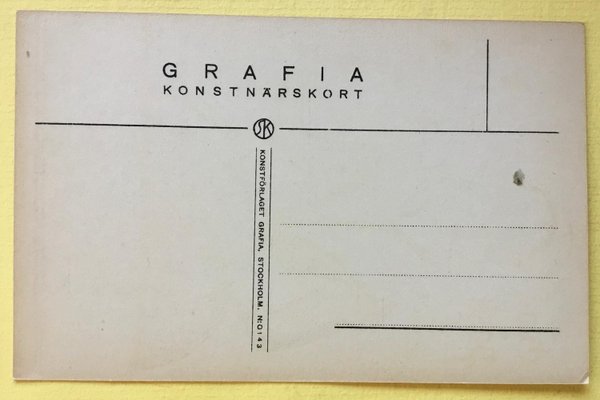 GRAFIA
KONSTNÄRSKORT
SK
KONSTFÖRLAGET GRAFIA, STOCKHOLM. N:O 143